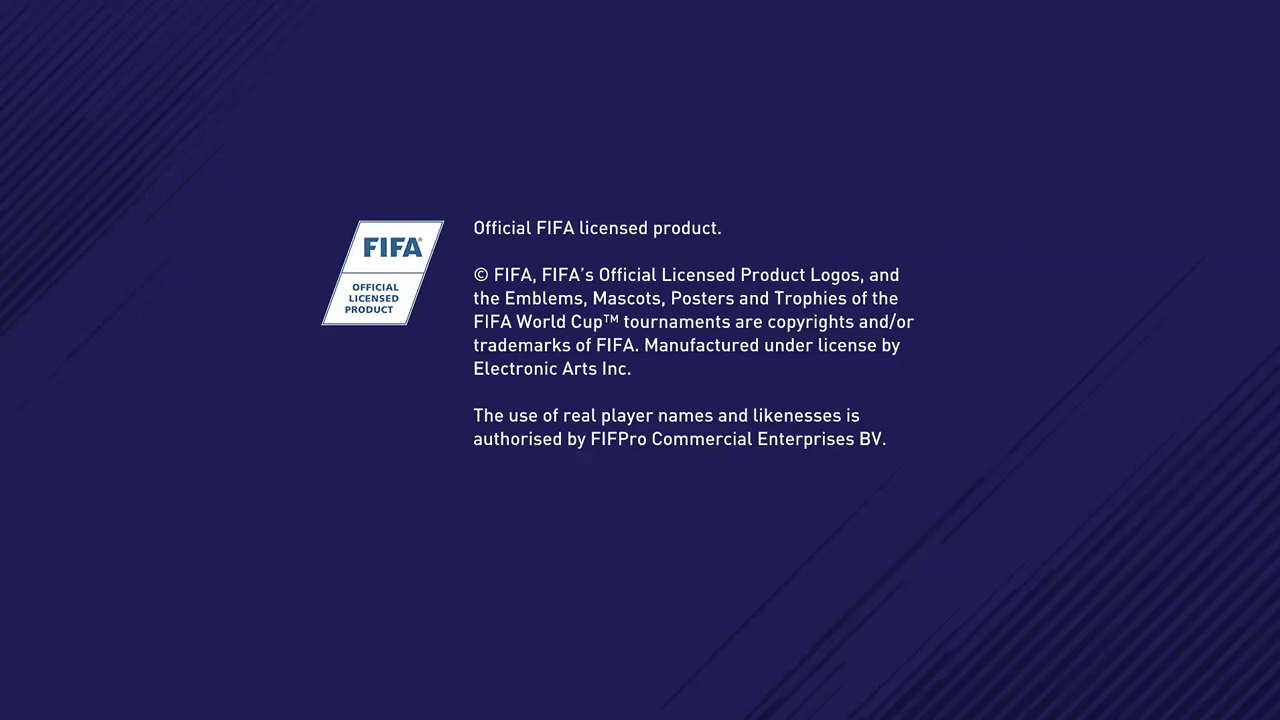 FIFA®
OFFICIAL
LICENSED
PRODUCT
Official FIFA licensed product.
© FIFA, FIFA’s Official Licensed Product Logos, and
the Emblems, Mascots, Posters and Trophies of the
FIFA World Cup™ tournaments are copyrights and/or
trademarks of FIFA. Manufactured under license by
Electronic Arts Inc.
The use of real player names and likenesses is
authorised by FIFPro Commercial Enterprises BV.